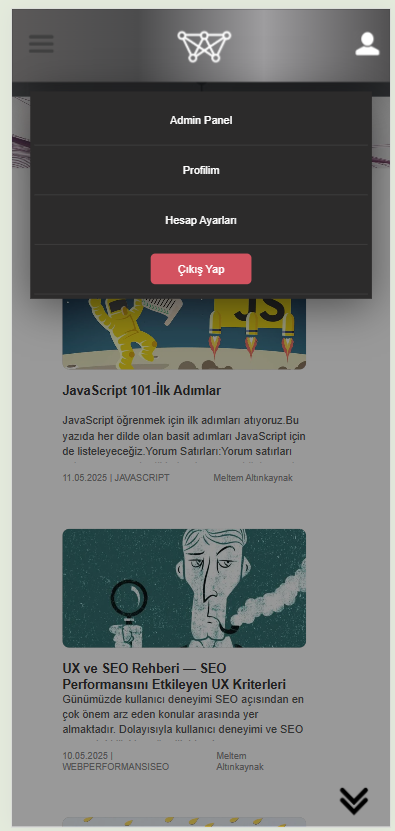 Admin Panel
Profilim
Hesap Ayarları
Çıkış Yap
JS
JavaScript 101-İlk Adımlar
JavaScript öğrenmek için ilk adımları atıyoruz.Bu
yazıda her dilde olan basit adımları JavaScript için
de listeleyeceğiz.Yorum Satırları:Yorum satırları
11.05.2025 | JAVASCRIPT
Meltem Altınkaynak
UX ve SEO Rehberi — SEO
Performansını Etkileyen UX Kriterleri
Günümüzde kullanıcı deneyimi SEO açısından en
çok önem arz eden konular arasında yer
almaktadır. Dolayısıyla kullanıcı deneyimi ve SEO
10.05.2025 |
WEBPERFORMANSISEO
Meltem
Altınkaynak